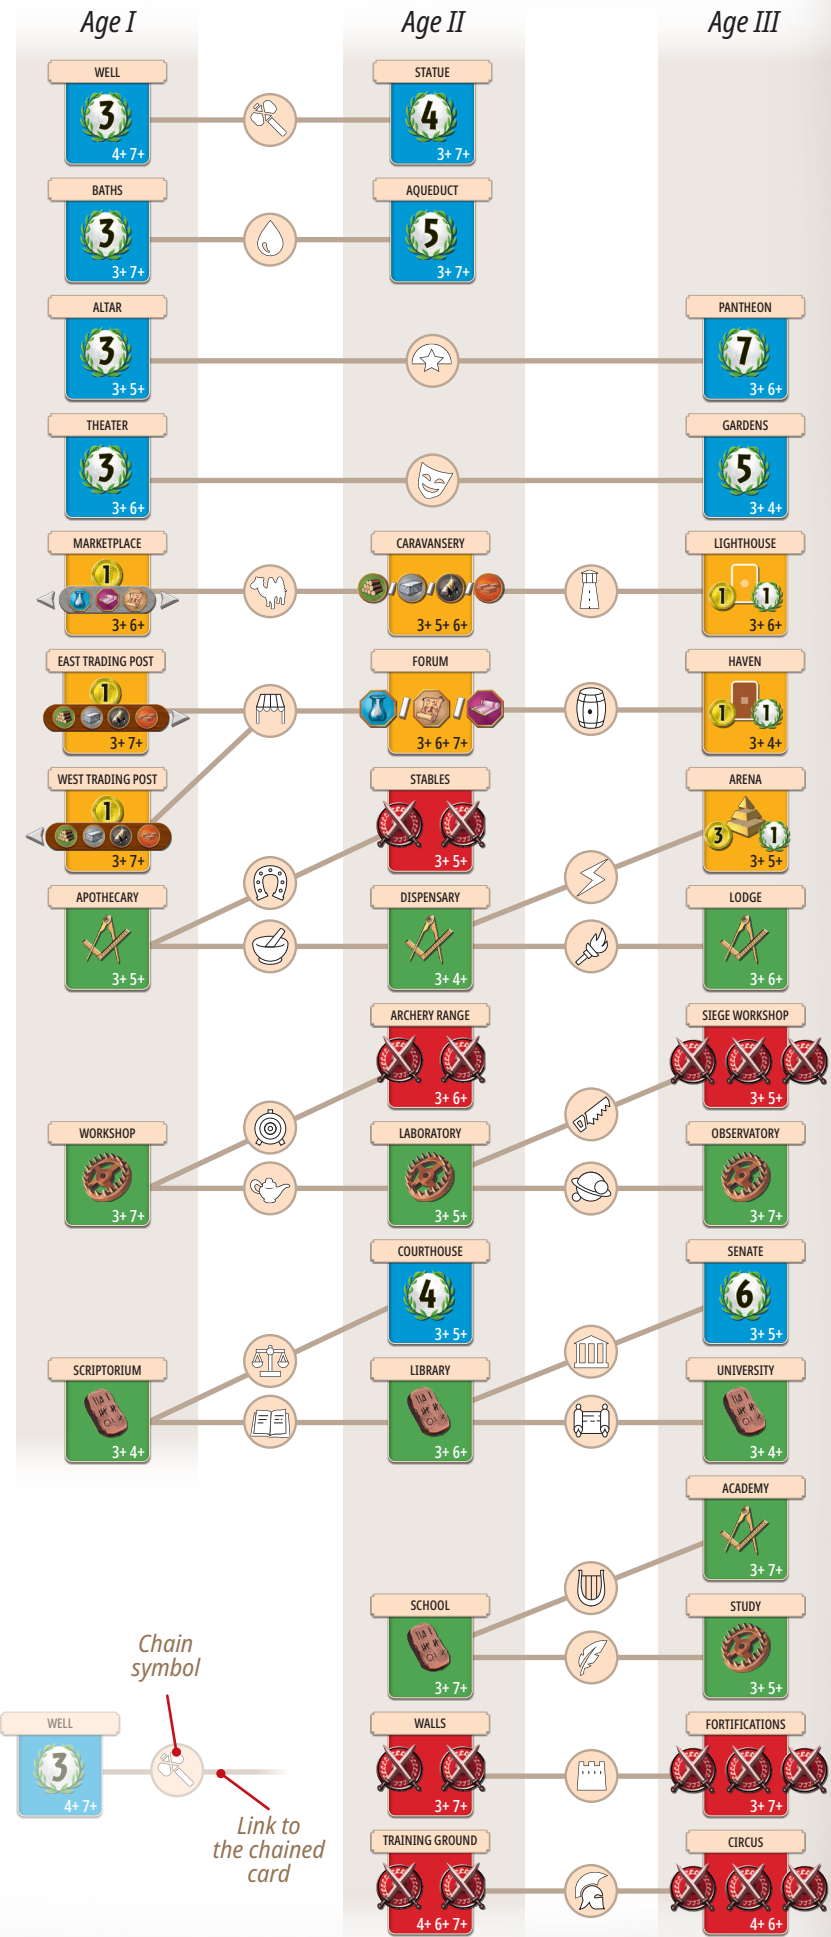 Age I Age II Age III
WELL STATUE
3 4
4+ 7+ 3+ 7+
BATHS AQUEDUCT
3 5
3+ 7+ 3+ 7+
ALTAR PANTHEON
3 7
3+ 5+ 3+ 6+
THEATER GARDENS
3 5
3+ 6+ 3+ 4+
MARKETPLACE CARAVANSERY LIGHTHOUSE
1 / / / 1 1
3+ 6+ 3+ 5+ 6+ 3+ 6+
EAST TRADING POST FORUM HAVEN
1 / / 1 1
3+ 7+ 3+ 6+ 7+ 3+ 4+
WEST TRADING POST STABLES ARENA
1 3 1
3+ 7+ 3+ 5+ 3+ 5+
APOTHECARY DISPENSARY LODGE
3+ 5+ 3+ 4+ 3+ 6+
ARCHERY RANGE SIEGE WORKSHOP
3+ 6+ 3+ 5+
WORKSHOP LABORATORY OBSERVATORY
3+ 7+ 3+ 5+ 3+ 7+
COURTHOUSE SENATE
4 6
3+ 5+ 3+ 5+
SCRIPTORIUM LIBRARY UNIVERSITY
3+ 4+ 3+ 6+ 3+ 4+
ACADEMY
3+ 7+
SCHOOL STUDY
3+ 7+ 3+ 5+
Chain
symbol
WELL WALLS FORTIFICATIONS
3
4+ 7+ 3+ 7+ 3+ 7+
Link to
the chained
card
TRAINING GROUND CIRCUS
4+ 6+ 7+ 4+ 6+